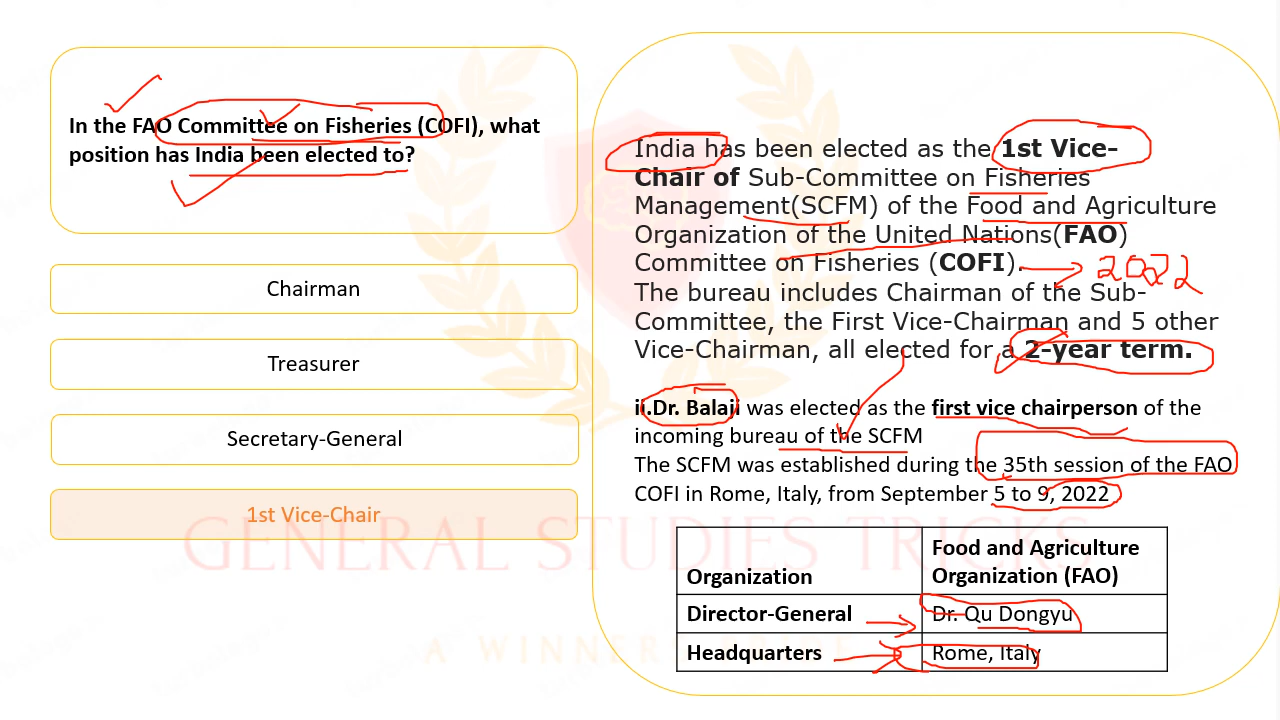 In the FAO Committee on Fisheries (COFI), what
position has India been elected to?
Chairman
Treasurer
Secretary-General
1st Vice-Chair
India has been elected as the 1st Vice-
Chair of Sub-Committee on Fisheries
Management(SCFM) of the Food and Agriculture
Organization of the United Nations(FAO)
Committee on Fisheries (COFI).
2022
The bureau includes Chairman of the Sub-
Committee, the First Vice-Chairman and 5 other
Vice-Chairman, all elected for a 2-year term.
ii.Dr. Balaji was elected as the first vice chairperson of the
incoming bureau of the SCFM
The SCFM was established during the 35th session of the FAO
COFI in Rome, Italy, from September 5 to 9, 2022
Organization
Food and Agriculture
Organization (FAO)
Director-General
Dr. Qu Dongyu
Headquarters
Rome, Italy
GENERAL STUDIES TRICKS
A WINNER'S PRIDE